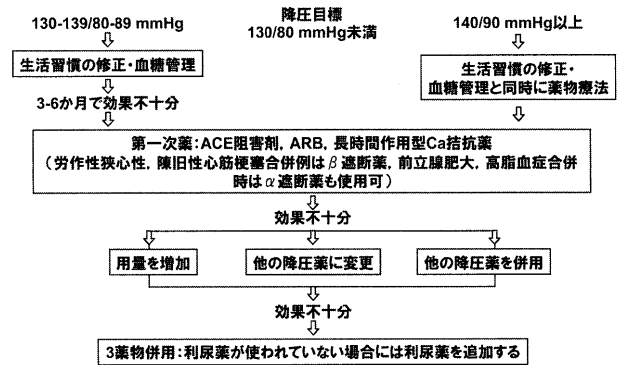 130-139/80-89 mmHg
降圧目標
130/80 mmHg未満
140/90 mmHg以上
生活習慣の修正・血糖管理
生活習慣の修正・
血糖管理と同時に薬物療法
3-6か月で効果不十分
第一次薬：ACE阻害剤, ARB, 長時間作用型Ca拮抗薬
（労作性狭心性, 陳旧性心筋梗塞合併例はβ遮断薬, 前立腺肥大, 高脂血症合併
時はα遮断薬も使用可）
効果不十分
用量を増加
他の降圧薬に変更
他の降圧薬を併用
効果不十分
3薬物併用：利尿薬が使われていない場合には利尿薬を追加する